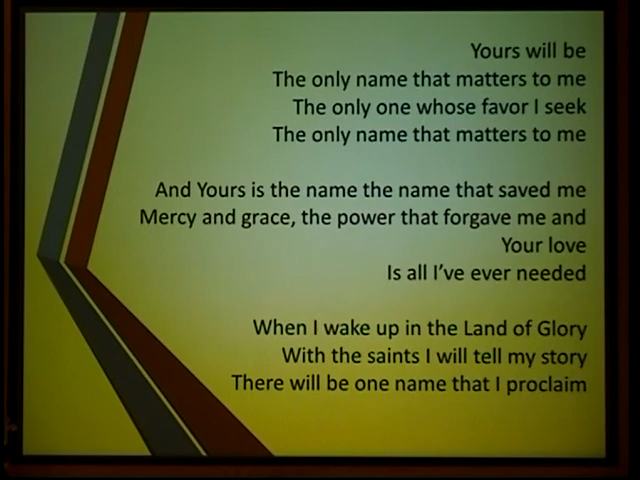 Yours will be
The only name that matters to me
The only one whose favor I seek
The only name that matters to me
And Yours is the name the name that saved me
Mercy and grace, the power that forgave me and
Your love
Is all I've ever needed
When I wake up in the Land of Glory
With the saints I will tell my story
There will be one name that I proclaim